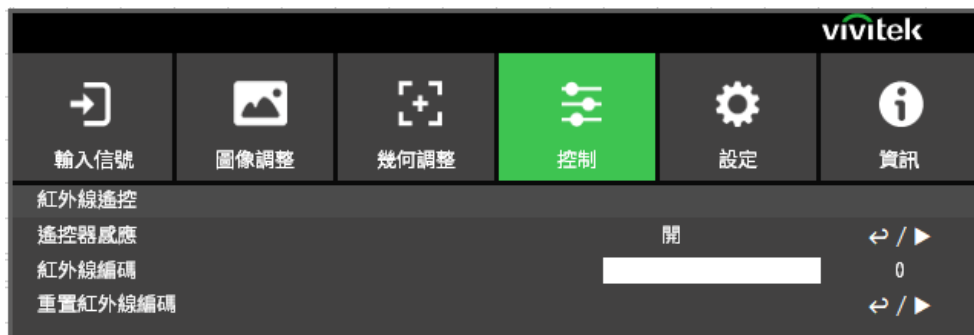 vivitek
輸入信號 圖像調整 幾何調整 控制 設定 資訊
紅外線遙控
遙控器感應 開 /
紅外線編碼 0
重置紅外線編碼 /